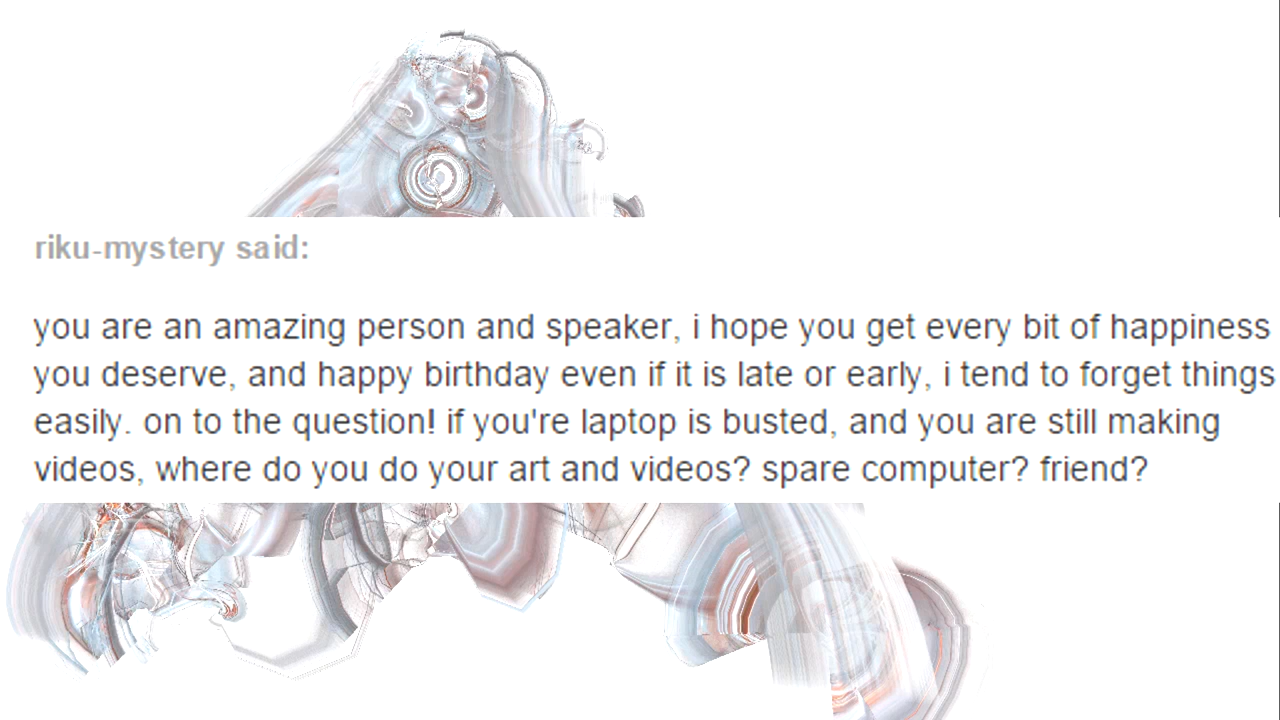 riku-mystery said:
you are an amazing person and speaker, i hope you get every bit of happiness
you deserve, and happy birthday even if it is late or early, i tend to forget things
easily. on to the question! if you're laptop is busted, and you are still making
videos, where do you do your art and videos? spare computer? friend?